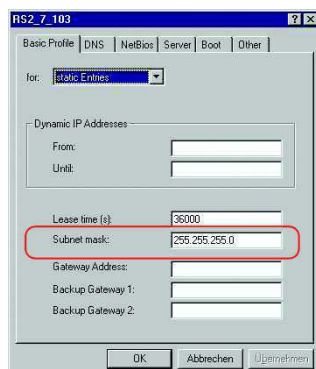 RS2_7_103
Basic Profile DNS NetBios Server Boot Other
for: static Entries
Dynamic IP Addresses
From:
Until:
Lease time (s): 36000
Subnet mask: 255.255.255.0
Gateway Address:
Backup Gateway 1:
Backup Gateway 2:
OK Abbrechen Übernehmen